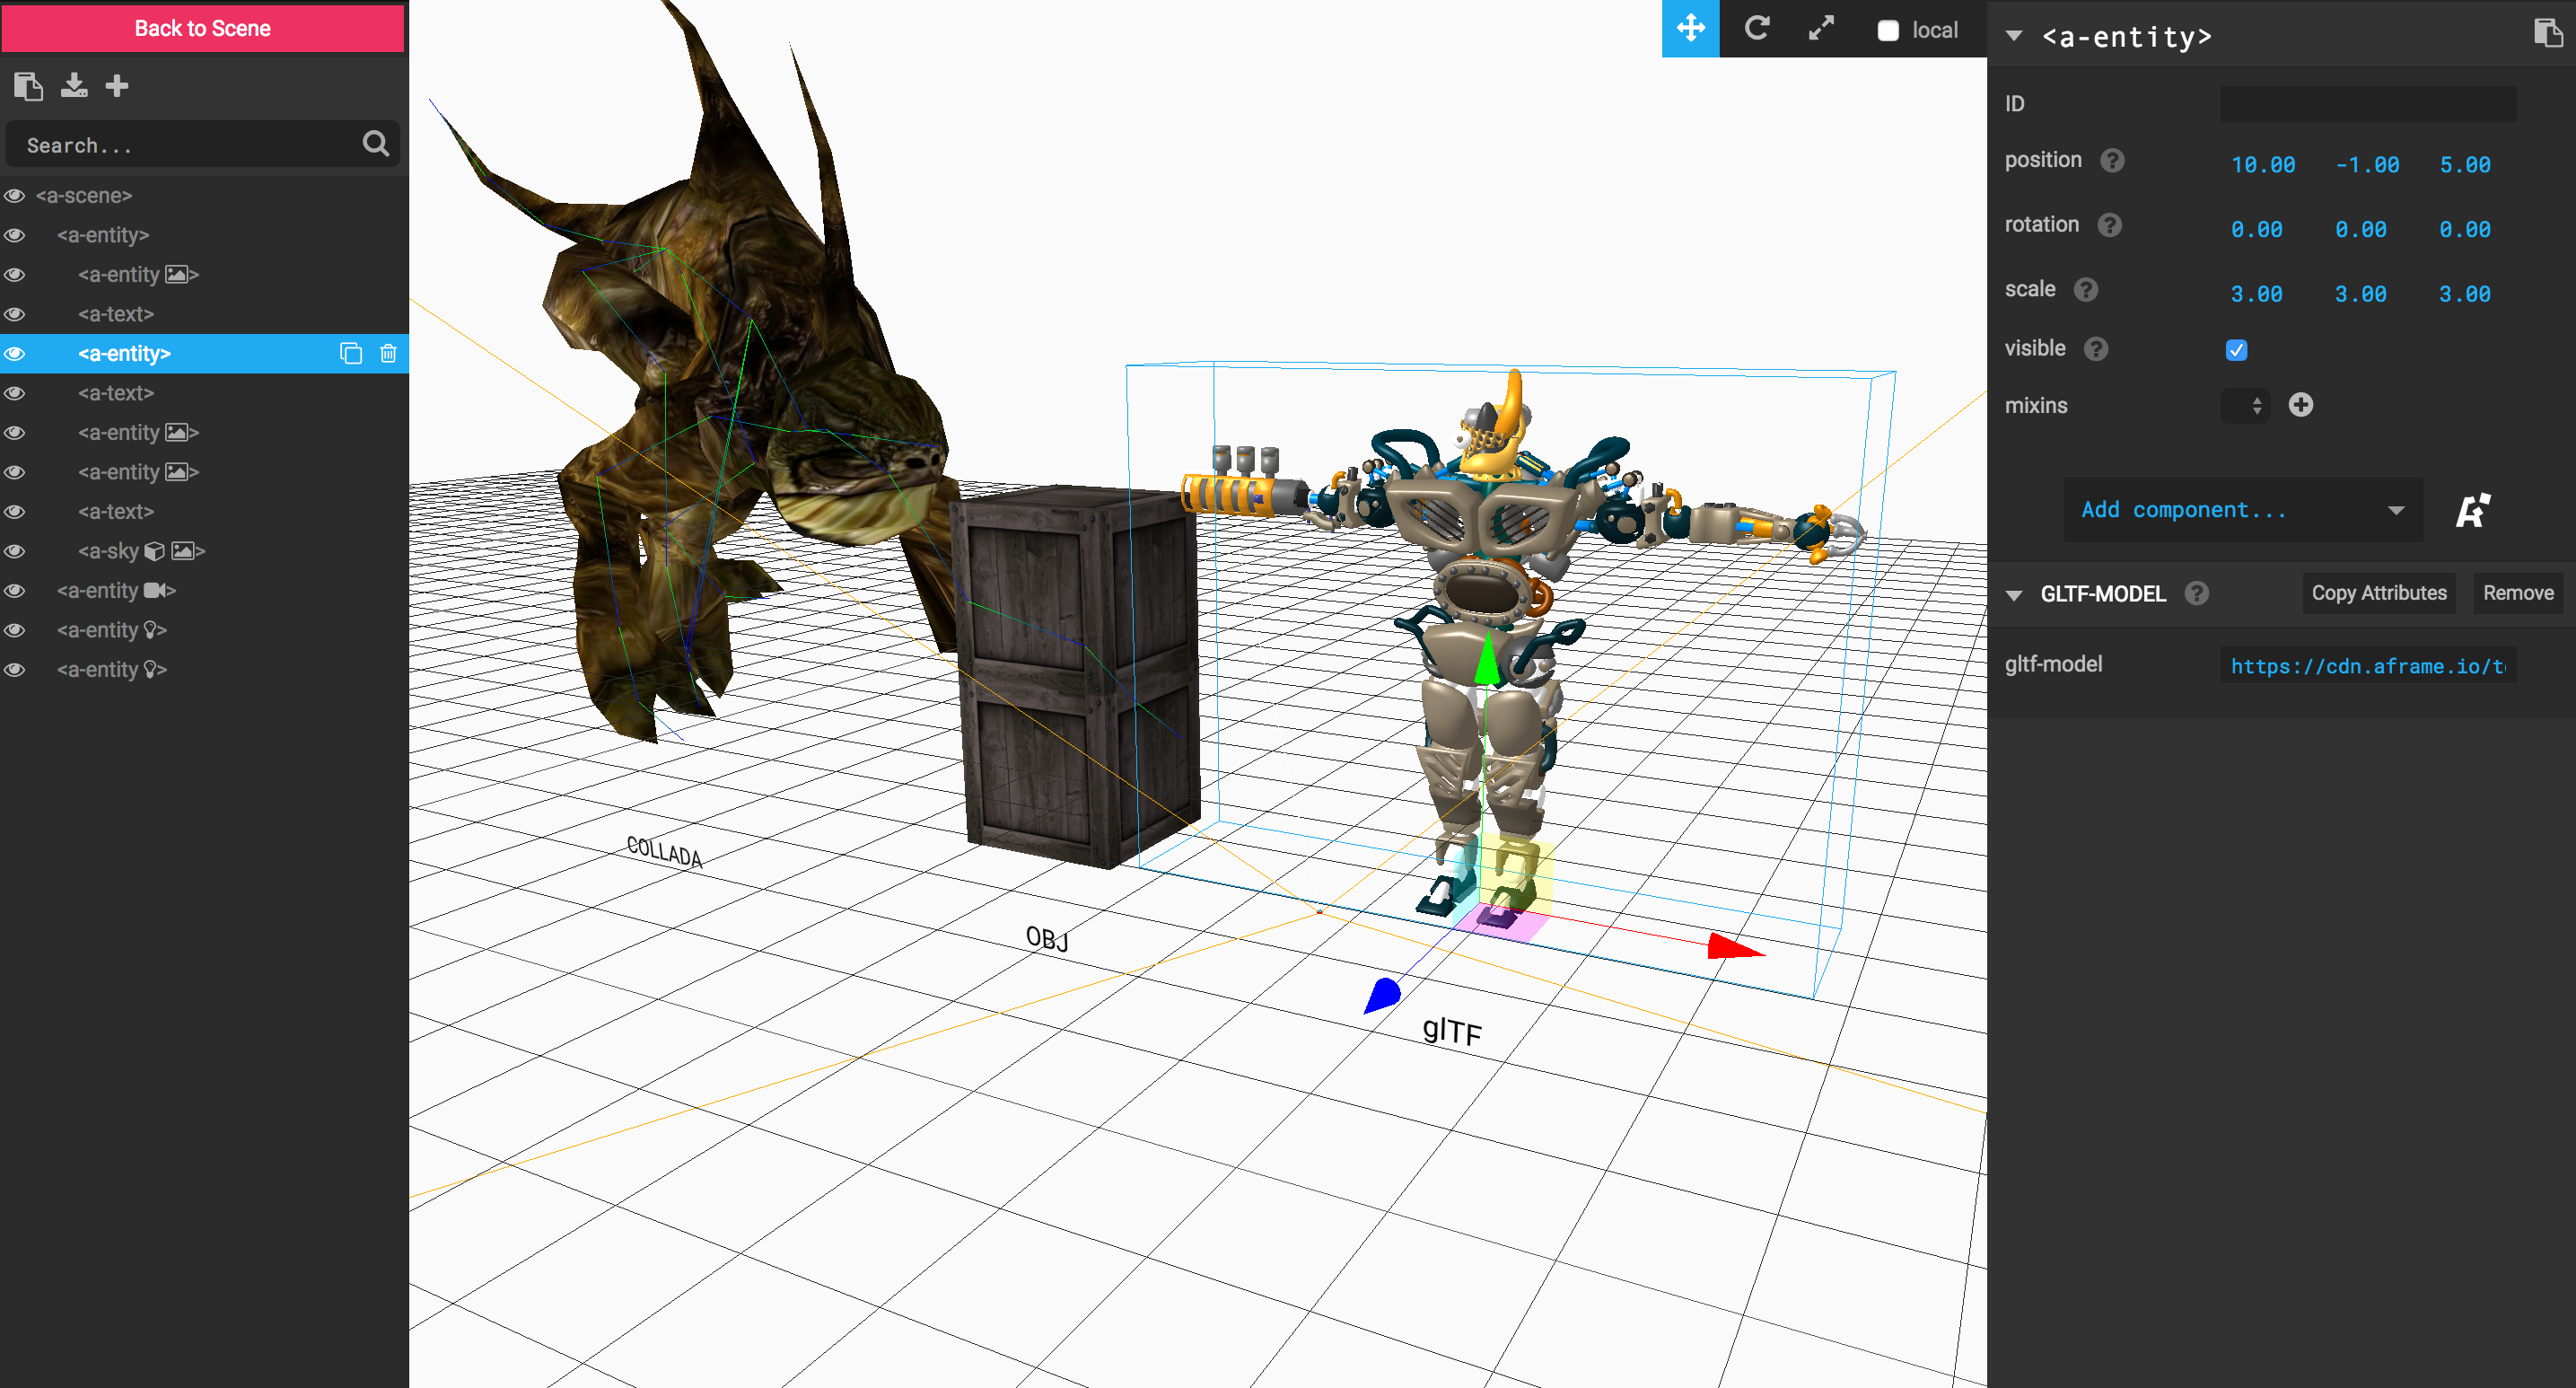 Back to Scene
Search...
<a-scene>
<a-entity>
<a-entity >
<a-text>
<a-entity>
<a-text>
<a-entity >
<a-entity >
<a-text>
<a-sky >
<a-entity >
<a-entity >
<a-entity >
COLLADA
OBJ
glTF
local
<a-entity>
ID
position ? 10.00 -1.00 5.00
rotation ? 0.00 0.00 0.00
scale ? 3.00 3.00 3.00
visible ?
mixins
Add component...
GLTF-MODEL ? Copy Attributes Remove
gltf-model https://cdn.aframe.io/t